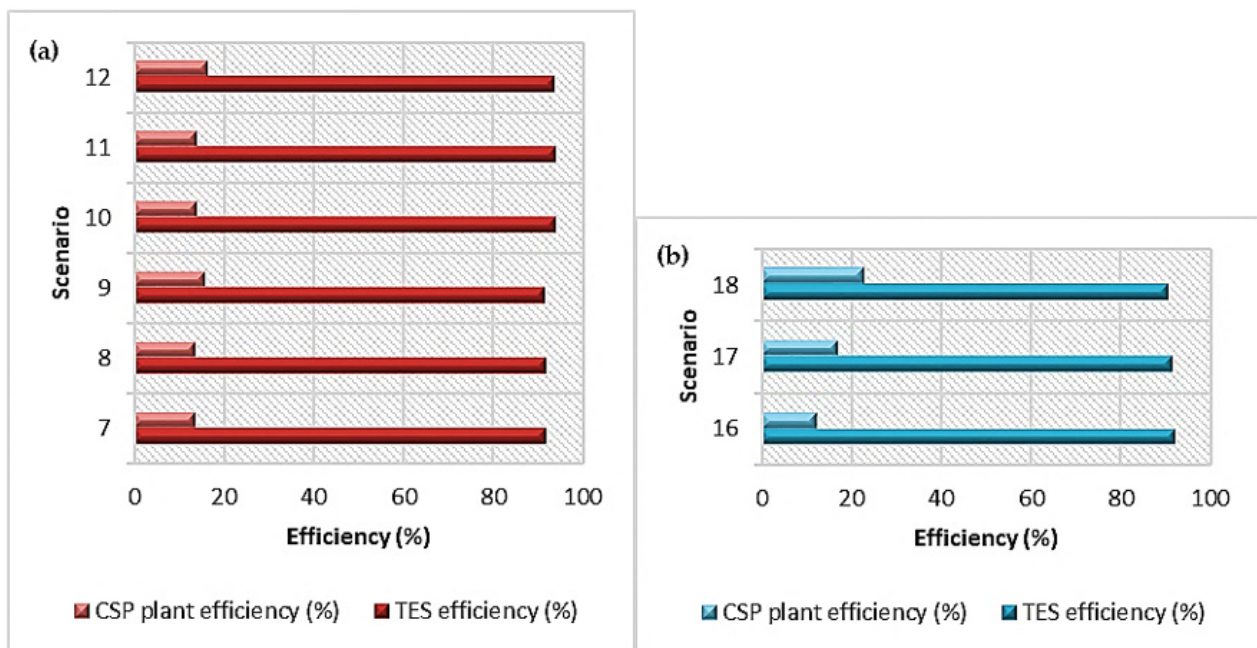 (a)
12
11
10
9
8
7
Scenario
0 20 40 60 80 100
Efficiency (%)
CSP plant efficiency (%) TES efficiency (%)
(b)
18
17
16
Scenario
0 20 40 60 80 100
Efficiency (%)
CSP plant efficiency (%) TES efficiency (%)